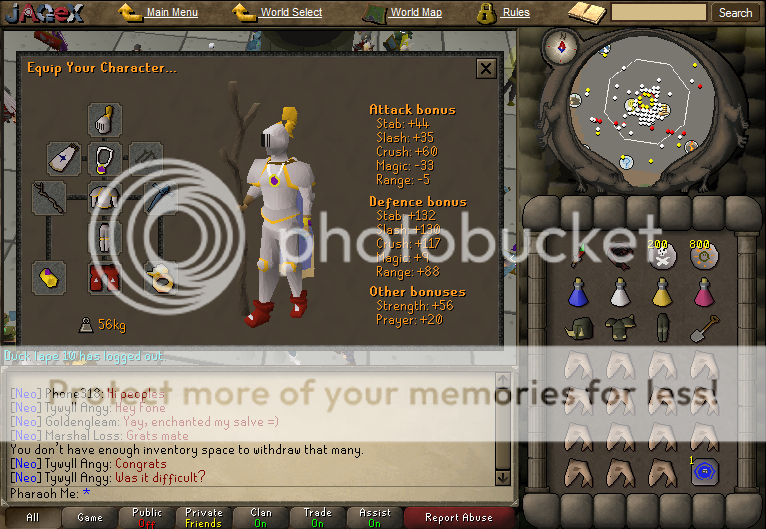 JAGEX Main Menu World Select World Map Rules Search
Equip Your Character...
Attack bonus
Stab: +44
Slash: +35
Crush: +60
Magic: -33
Range: -5
Defence bonus
Stab: +132
Slash: +130
Crush: +117
Magic: +9
Range: +88
Other bonuses
Strength: +56
Prayer: +20
56kg
200 800
1
photobucket
Protect more of your memories for less!
Duck Tape 10 has logged out.
[Neo] Phone313: Hi peoples
[Neo] Tywyll Angy: Hey Fone
[Neo] Goldengleam: Yay, enchanted my salve =)
[Neo] Marshal Loss: Grats mate
You don't have enough inventory space to withdraw that many.
[Neo] Tywyll Angy: Congrats
[Neo] Tywyll Angy: Was it difficult?
Pharaoh Me: *
All Game Public Off Private Friends Clan On Trade On Assist On Report Abuse